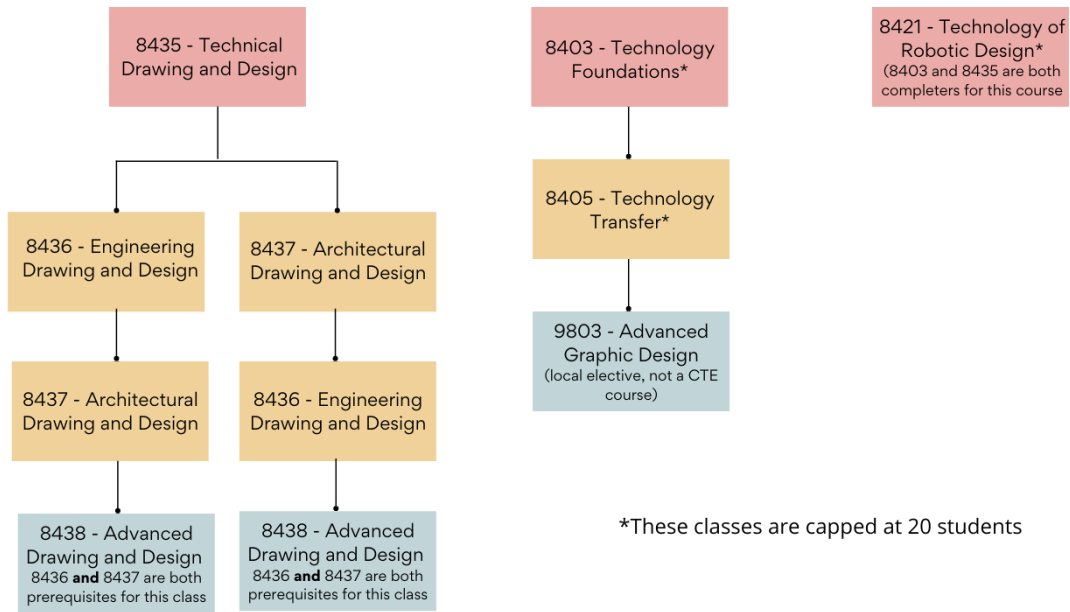 8435 - Technical
Drawing and Design
8436 - Engineering
Drawing and Design
8437 - Architectural
Drawing and Design
8438 - Advanced
Drawing and Design
8436 and 8437 are both
prerequisites for this class
8437 - Architectural
Drawing and Design
8436 - Engineering
Drawing and Design
8438 - Advanced
Drawing and Design
8436 and 8437 are both
prerequisites for this class
8403 - Technology
Foundations*
8405 - Technology
Transfer*
9803 - Advanced
Graphic Design
(local elective, not a CTE
course)
8421 - Technology of
Robotic Design*
(8403 and 8435 are both
completers for this course
*These classes are capped at 20 students